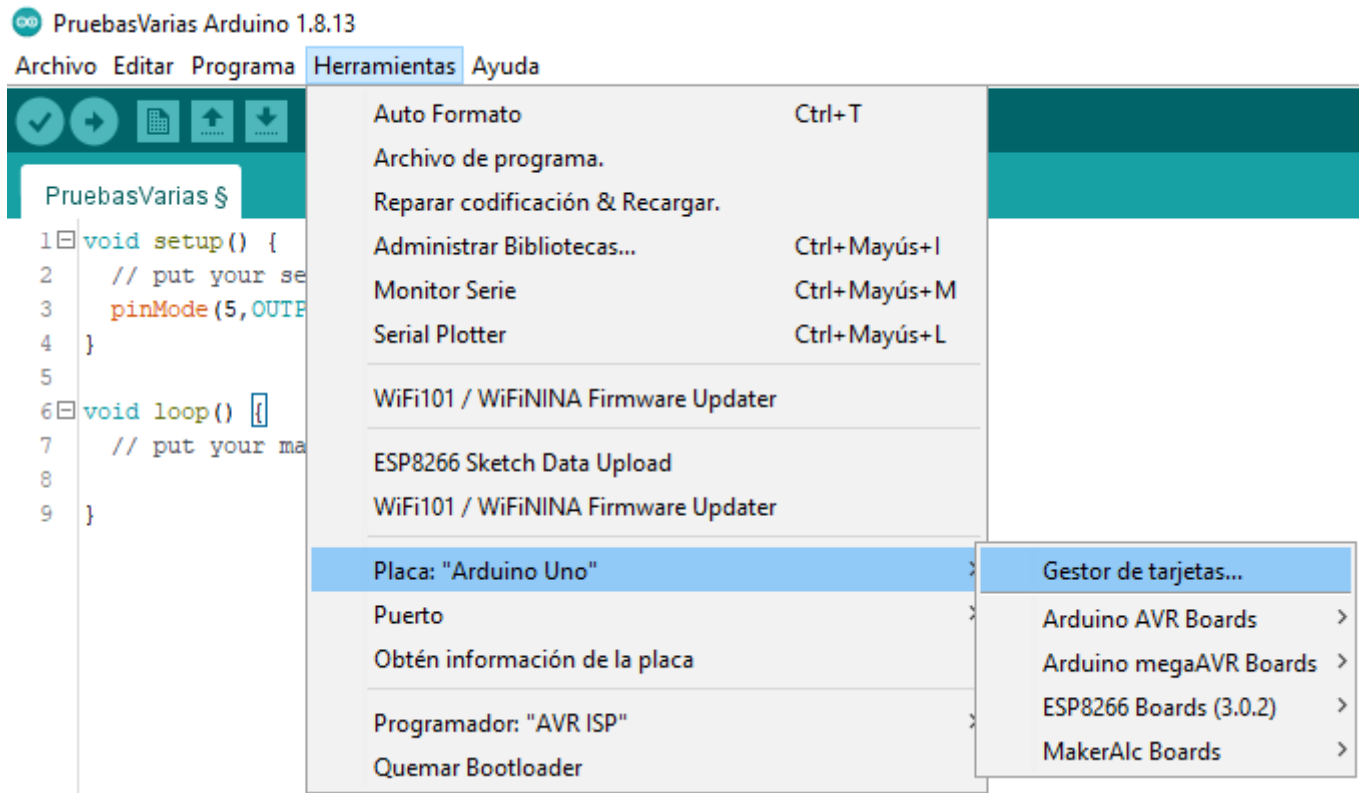 PruebasVarias Arduino 1.8.13
Archivo Editar Programa Herramientas Ayuda
PruebasVarias §
1 void setup() {
2 // put your se
3 pinMode(5,OUTP
4 }
5
6 void loop() {
7 // put your ma
8
9 }
Auto Formato Ctrl+T
Archivo de programa.
Reparar codificación & Recargar.
Administrar Bibliotecas... Ctrl+Mayús+I
Monitor Serie Ctrl+Mayús+M
Serial Plotter Ctrl+Mayús+L
WiFi101 / WiFiNINA Firmware Updater
ESP8266 Sketch Data Upload
WiFi101 / WiFiNINA Firmware Updater
Placa: "Arduino Uno"
Puerto
Obtén información de la placa
Programador: "AVR ISP"
Quemar Bootloader
Gestor de tarjetas...
Arduino AVR Boards
Arduino megaAVR Boards
ESP8266 Boards (3.0.2)
MakerAlc Boards